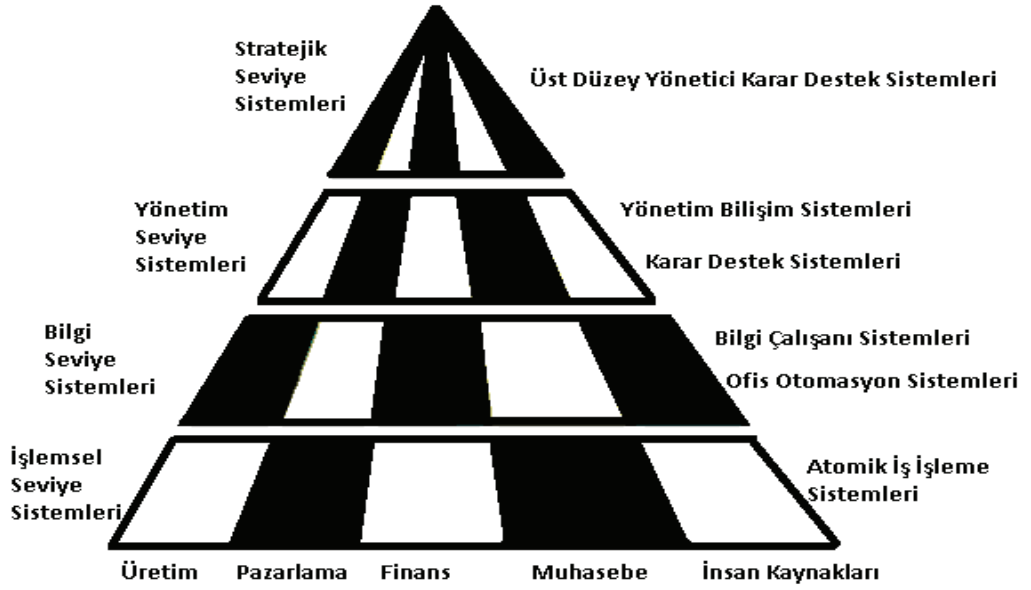 Stratejik
Seviye
Sistemleri
Üst Düzey Yönetici Karar Destek Sistemleri
Yönetim
Seviye
Sistemleri
Yönetim Bilişim Sistemleri
Karar Destek Sistemleri
Bilgi
Seviye
Sistemleri
Bilgi Çalışanı Sistemleri
Ofis Otomasyon Sistemleri
İşlemsel
Seviye
Sistemleri
Atomik İş İşleme
Sistemleri
Üretim
Pazarlama
Finans
Muhasebe
İnsan Kaynakları